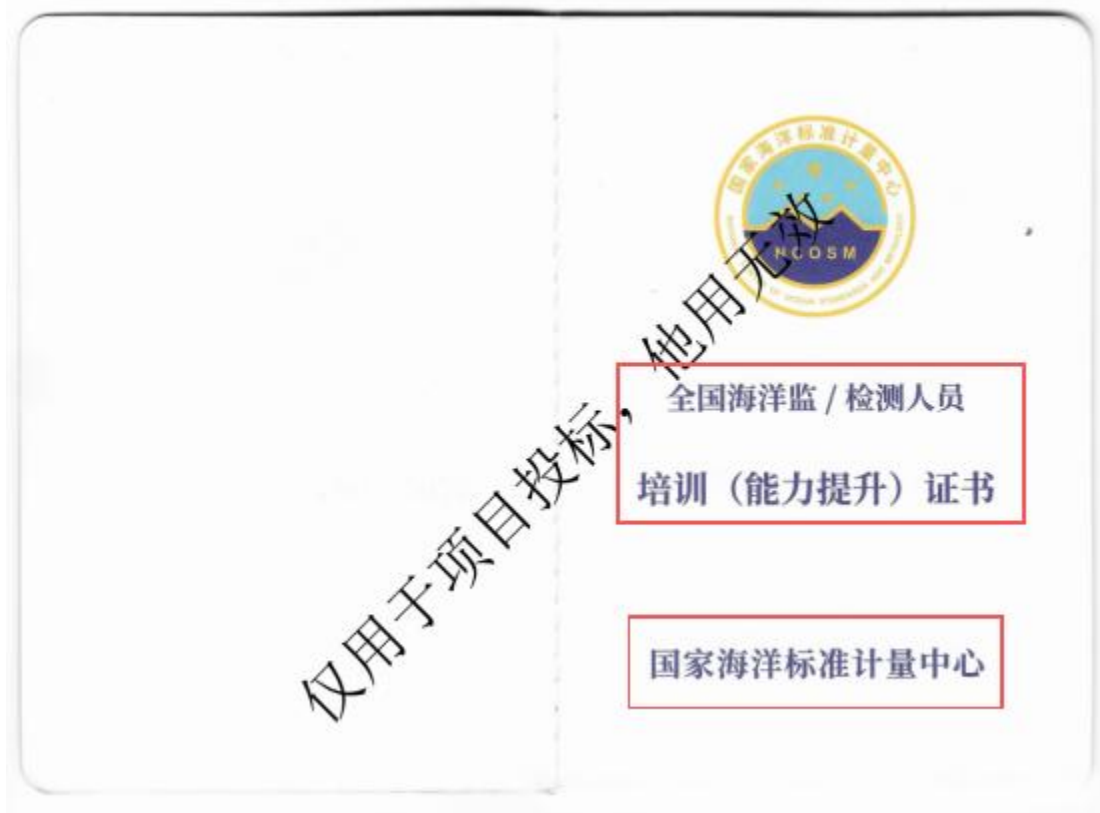 国家海洋标准计量中心
NCOSM
全国海洋监 / 检测人员
培训（能力提升）证书
国家海洋标准计量中心
仅用于项目投标，他用无效